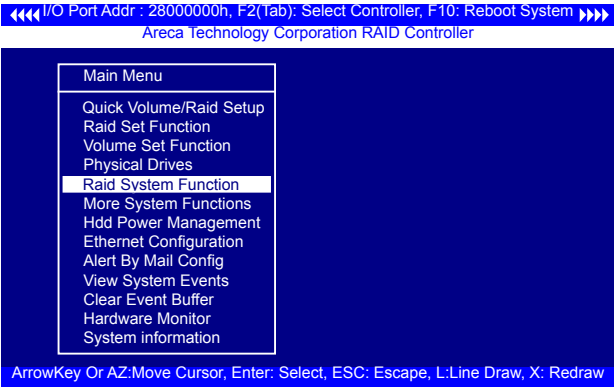 I/O Port Addr : 28000000h, F2(Tab): Select Controller, F10: Reboot System
Areca Technology Corporation RAID Controller
Main Menu
Quick Volume/Raid Setup
Raid Set Function
Volume Set Function
Physical Drives
Raid System Function
More System Functions
Hdd Power Management
Ethernet Configuration
Alert By Mail Config
View System Events
Clear Event Buffer
Hardware Monitor
System information
ArrowKey Or AZ:Move Cursor, Enter: Select, ESC: Escape, L:Line Draw, X: Redraw